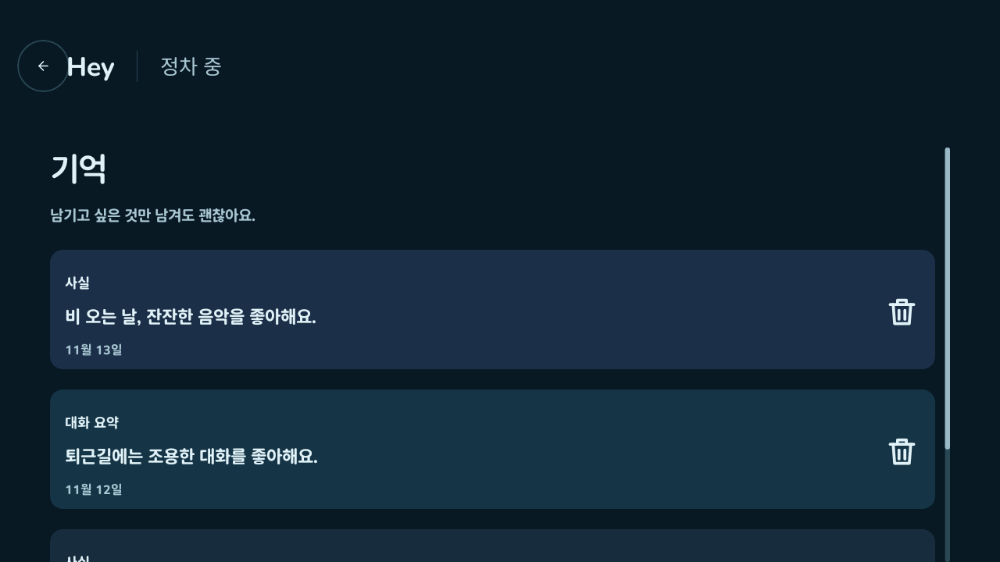 Hey
정차 중
기억
남기고 싶은 것만 남겨도 괜찮아요.
사실
비 오는 날, 잔잔한 음악을 좋아해요.
11월 13일
대화 요약
퇴근길에는 조용한 대화를 좋아해요.
11월 12일
사실